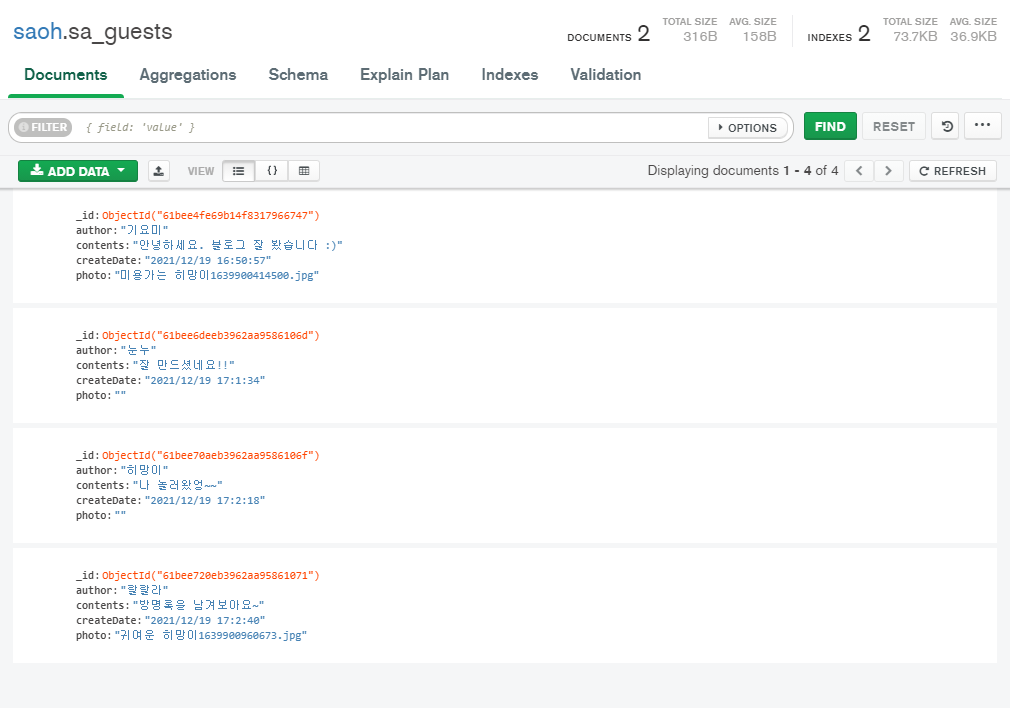 saoh.sa_guests
DOCUMENTS 2 TOTAL SIZE 316B AVG. SIZE 158B INDEXES 2 TOTAL SIZE 73.7KB AVG. SIZE 36.9KB
Documents Aggregations Schema Explain Plan Indexes Validation
FILTER { field: 'value' } OPTIONS FIND RESET ...
ADD DATA VIEW {} Displaying documents 1 - 4 of 4 < > REFRESH
_id:ObjectId("61bee4fe69b14f8317966747")
author:"기요미"
contents:"안녕하세요. 블로그 잘 봤습니다 :)"
createDate:"2021/12/19 16:50:57"
photo:"미용가는 히망이1639900414500.jpg"
_id:ObjectId("61bee6deeb3962aa9586106d")
author:"눈누"
contents:"잘 만드셨네요!!"
createDate:"2021/12/19 17:1:34"
photo:""
_id:ObjectId("61bee70aeb3962aa9586106f")
author:"히망이"
contents:"나 놀러왔엉~~"
createDate:"2021/12/19 17:2:18"
photo:""
_id:ObjectId("61bee720eb3962aa95861071")
author:"랄랄라"
contents:"방명록을 남겨보아요~"
createDate:"2021/12/19 17:2:40"
photo:"귀여운 히망이1639900960673.jpg"